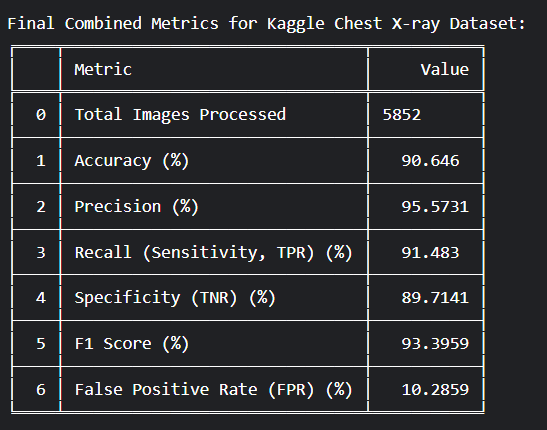 Final Combined Metrics for Kaggle Chest X-ray Dataset:
Metric Value
0 Total Images Processed 5852
1 Accuracy (%) 90.646
2 Precision (%) 95.5731
3 Recall (Sensitivity, TPR) (%) 91.483
4 Specificity (TNR) (%) 89.7141
5 F1 Score (%) 93.3959
6 False Positive Rate (FPR) (%) 10.2859